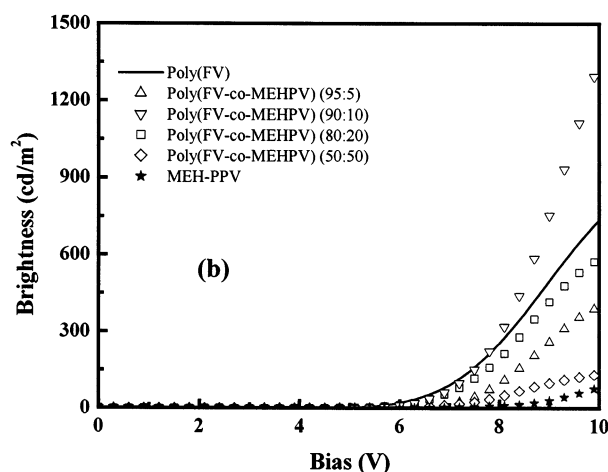 1500
1200
900
600
300
0
Brightness (cd/m²)
Poly(FV)
Poly(FV-co-MEHPV) (95:5)
Poly(FV-co-MEHPV) (90:10)
Poly(FV-co-MEHPV) (80:20)
Poly(FV-co-MEHPV) (50:50)
MEH-PPV
(b)
0 2 4 6 8 10
Bias (V)